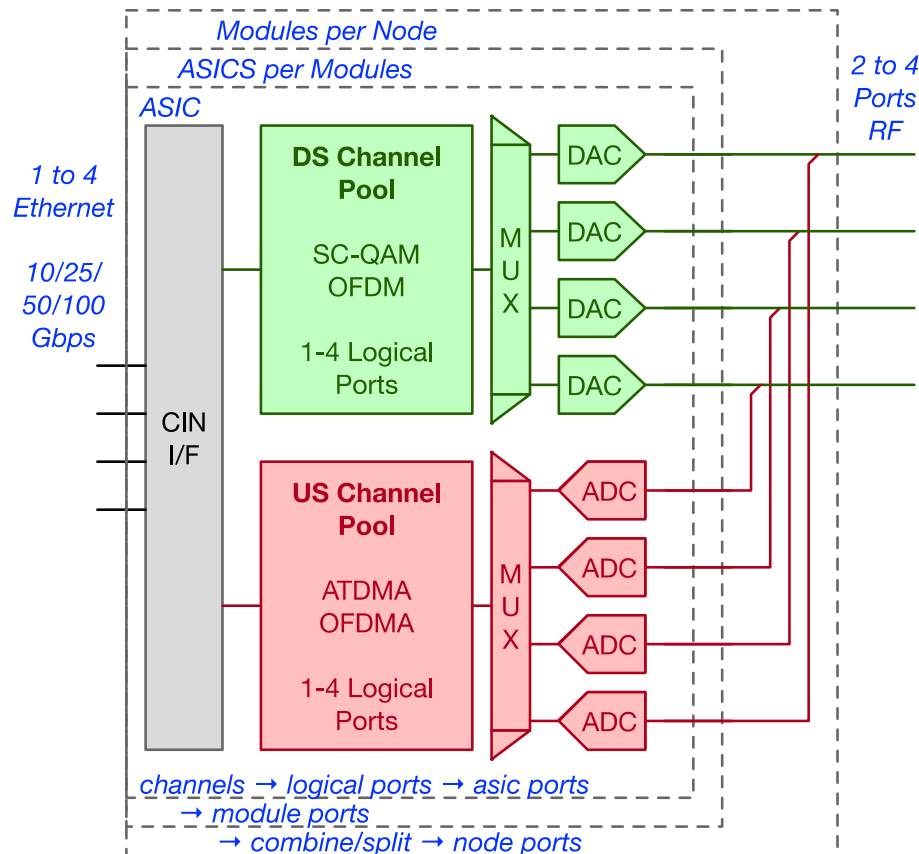 Modules per Node
ASICS per Modules
2 to 4
Ports
RF
ASIC
1 to 4
Ethernet
10/25/
50/100
Gbps
CIN
I/F
DS Channel
Pool
SC-QAM
OFDM
1-4 Logical
Ports
M
U
X
DAC
DAC
DAC
DAC
US Channel
Pool
ATDMA
OFDMA
1-4 Logical
Ports
M
U
X
ADC
ADC
ADC
ADC
channels → logical ports → asic ports
→ module ports
→ combine/split → node ports